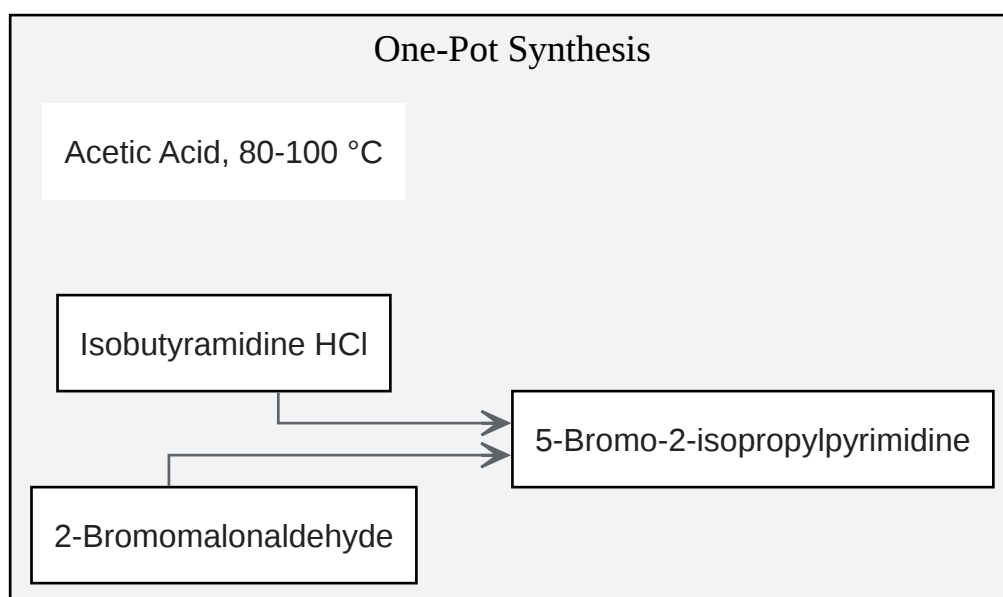 One-Pot Synthesis
Acetic Acid, 80-100 °C
Isobutyramidine HCl
5-Bromo-2-isopropylpyrimidine
2-Bromomalonaldehyde